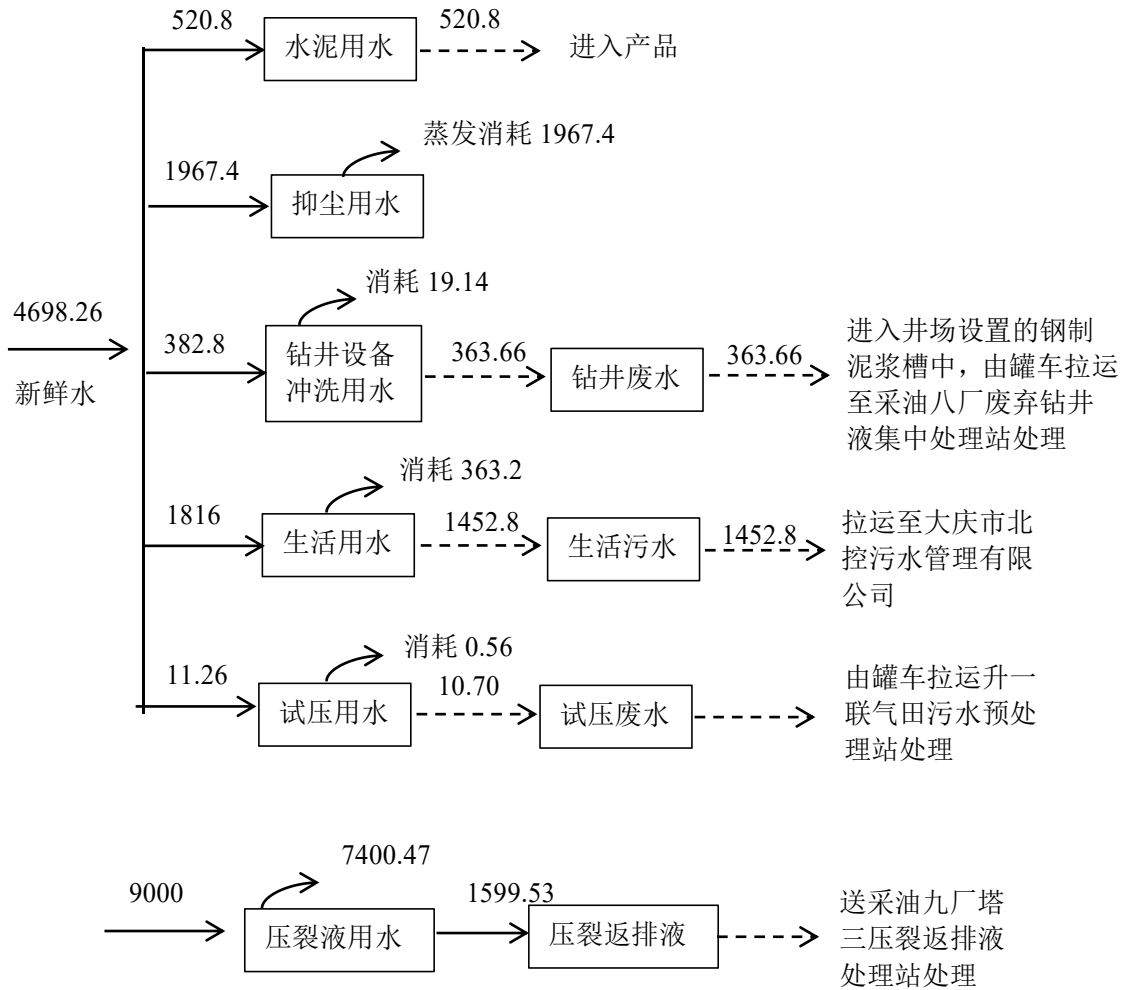 520.8
水泥用水
520.8
进入产品
蒸发消耗 1967.4
1967.4
抑尘用水
4698.26
新鲜水
消耗 19.14
382.8
钻井设备
冲洗用水
363.66
钻井废水
363.66
进入井场设置的钢制
泥浆槽中，由罐车拉运
至采油八厂废弃钻井
液集中处理站处理
消耗 363.2
1816
生活用水
1452.8
生活污水
1452.8
拉运至大庆市北
控污水管理有限
公司
消耗 0.56
11.26
试压用水
10.70
试压废水
由罐车拉运升一
联气田污水预处
理站处理
7400.47
9000
压裂液用水
1599.53
压裂返排液
送采油九厂塔
三压裂返排液
处理站处理